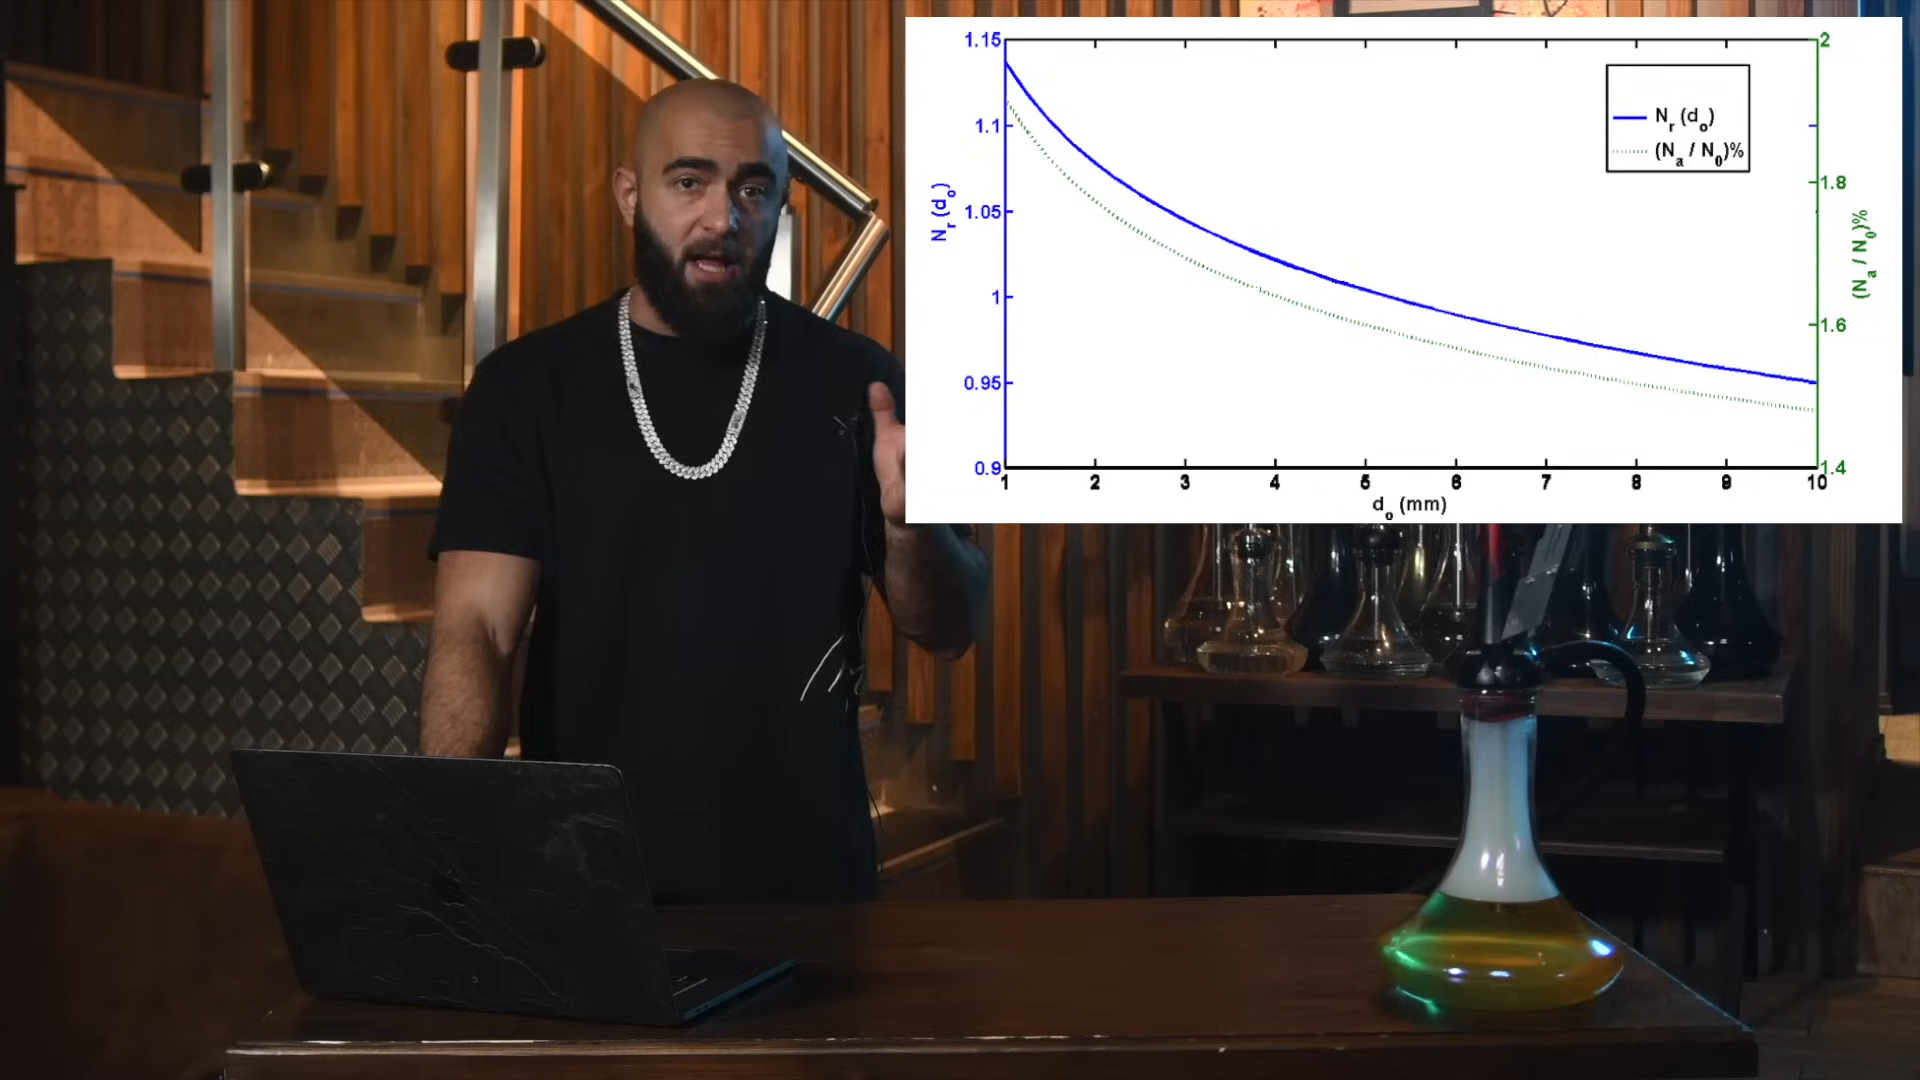 1.15
1.1
1.05
1
0.95
0.9
N_r (d_o)
2
1.8
1.6
1.4
(N_a / N_0)%
N_r (d_o)
(N_a / N_0)%
1 2 3 4 5 6 7 8 9 10
d_o (mm)